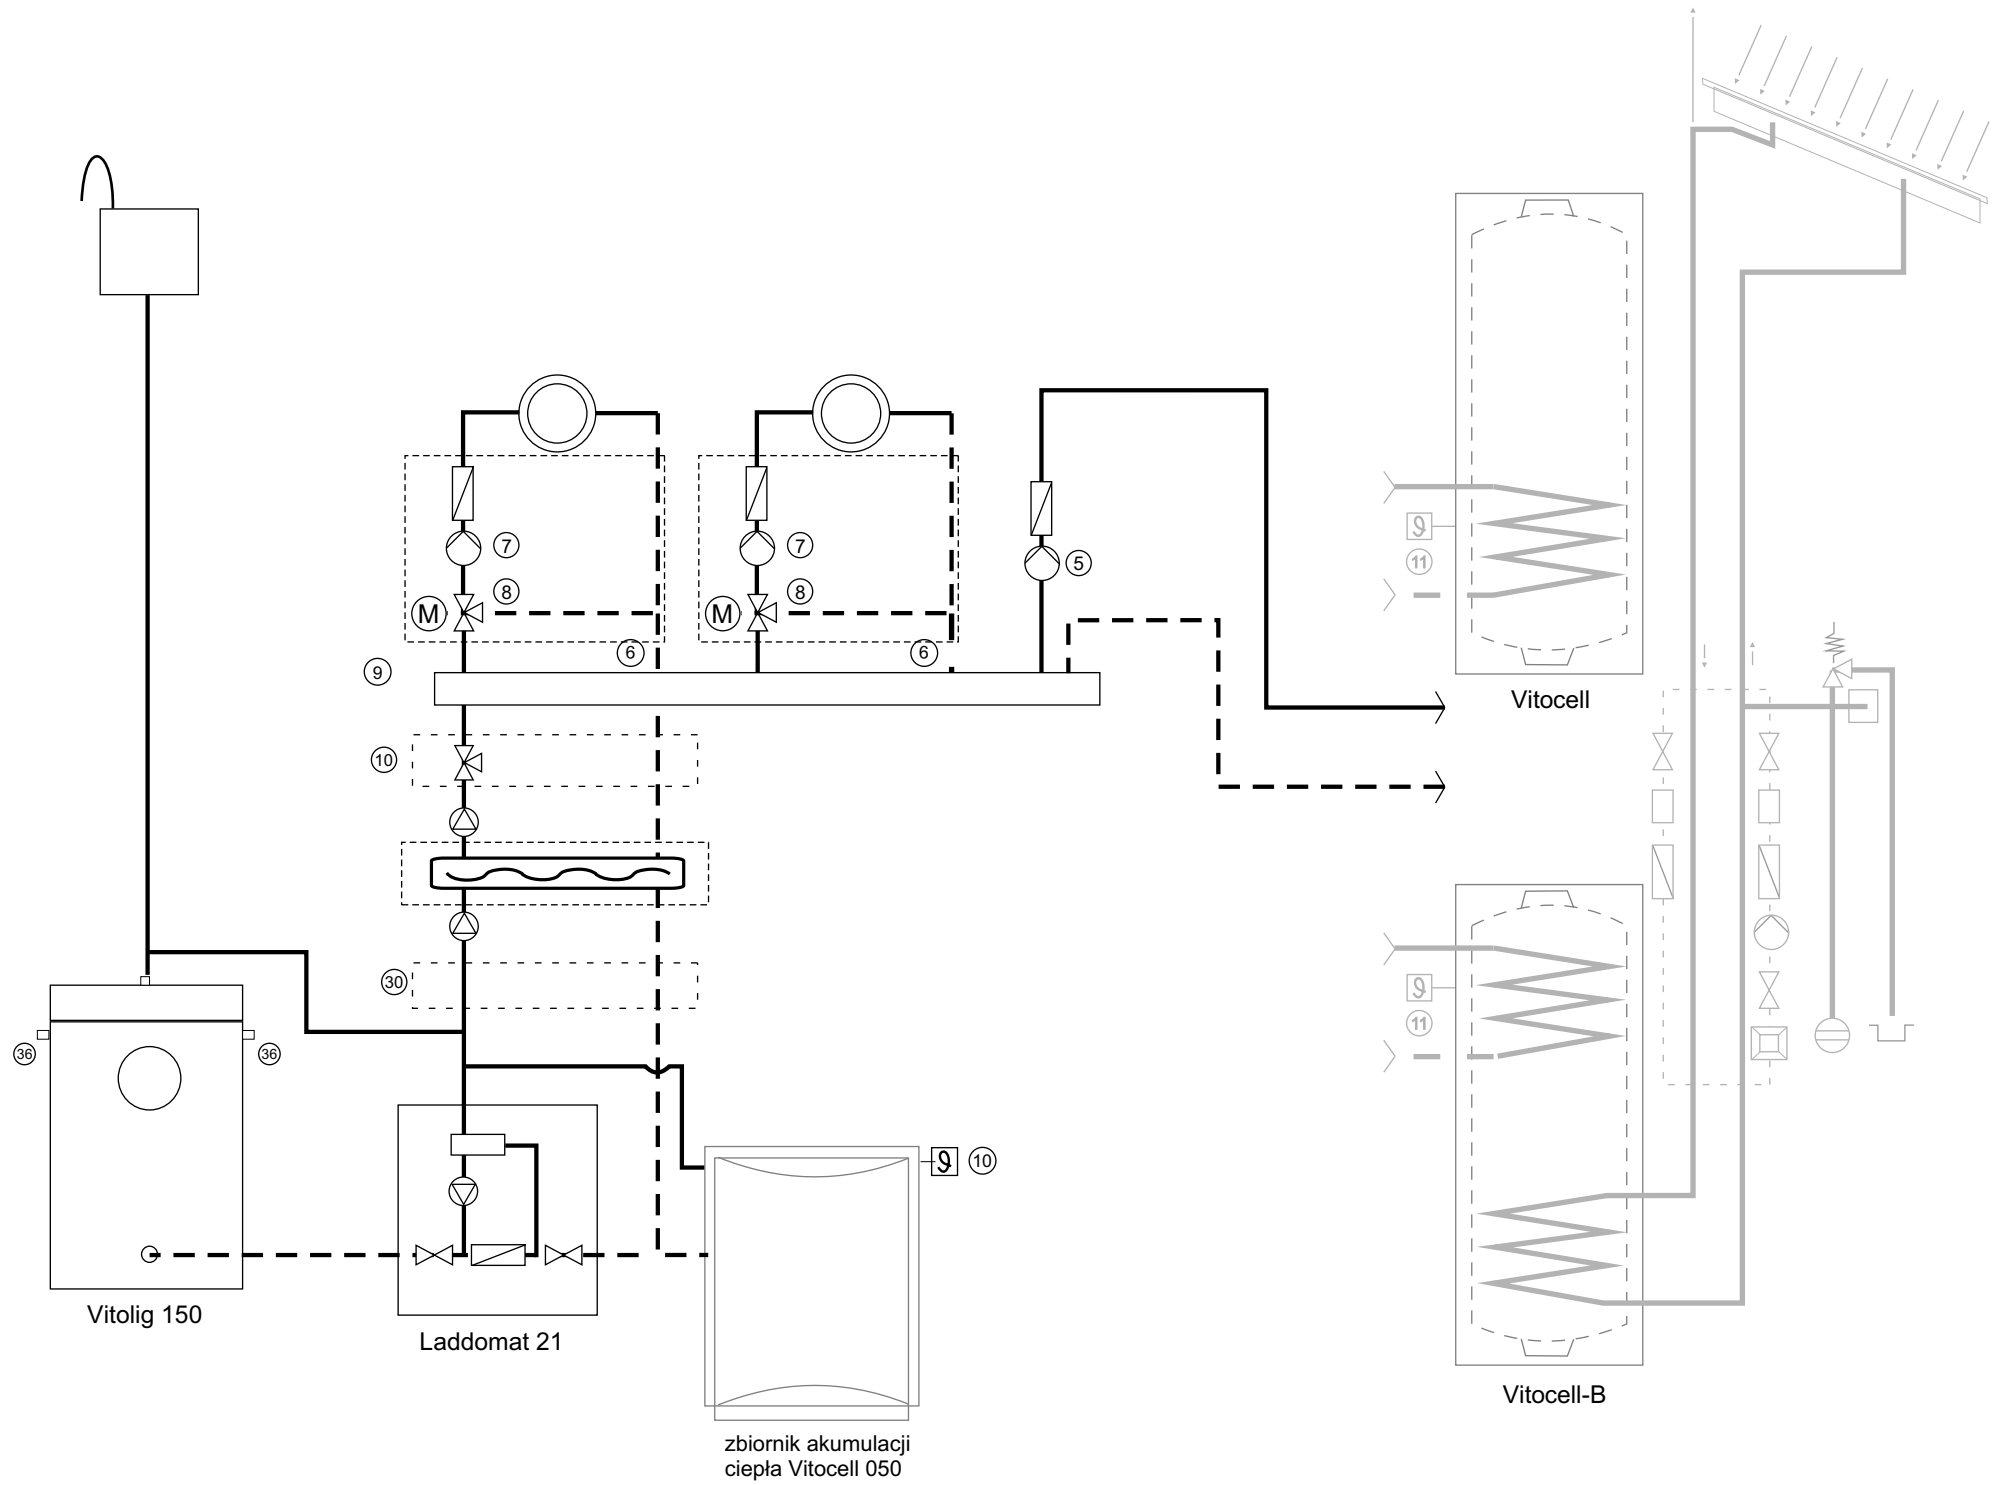 7
7
5
ϑ
11
8
8
M
M
6
6
9
Vitocell
10
30
ϑ
11
36
36
ϑ
10
Vitolig 150
Laddomat 21
Vitocell-B
zbiornik akumulacji
ciepła Vitocell 050